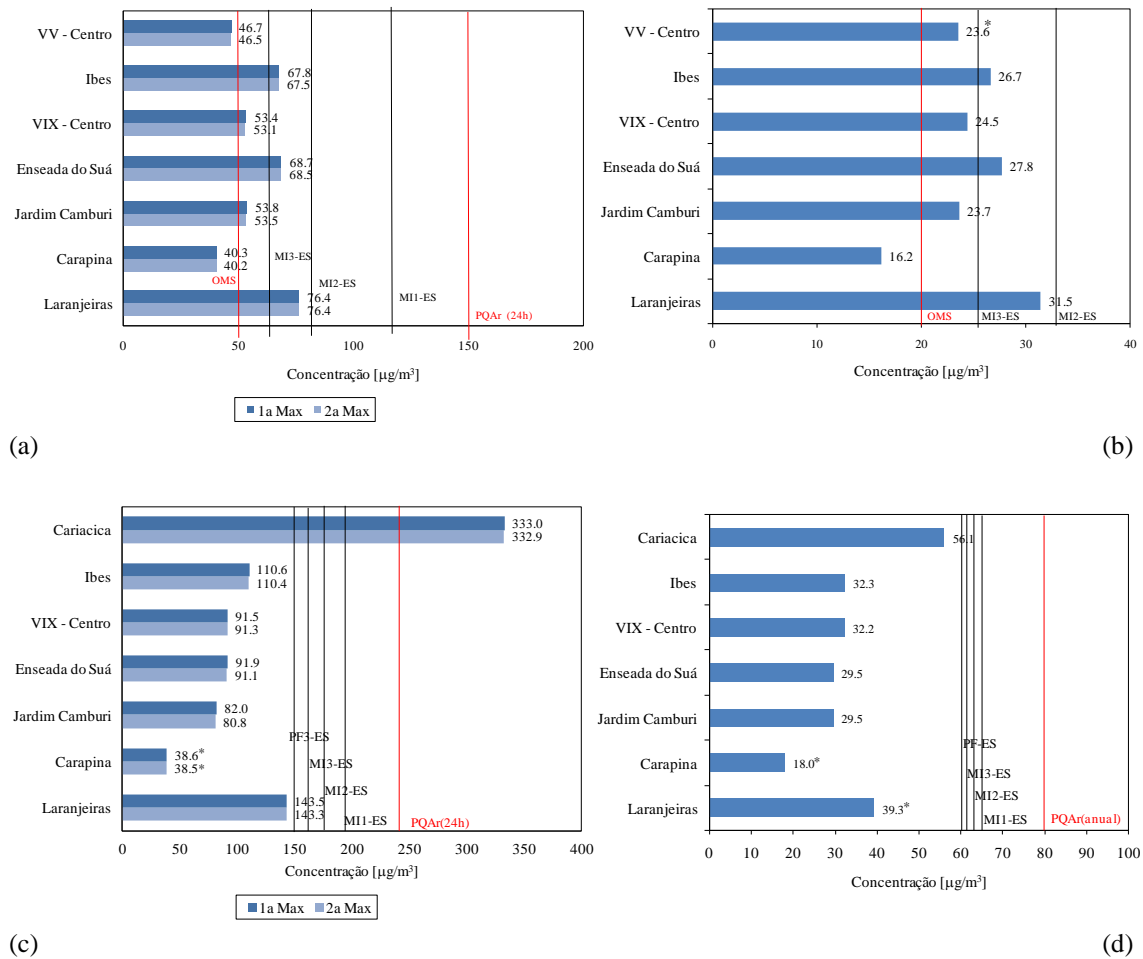 VV - Centro
46.7
46.5
Ibes
67.8
67.5
VIX - Centro
53.4
53.1
Enseada do Suá
68.7
68.5
Jardim Camburi
53.8
53.5
Carapina
40.3
40.2
MI3-ES
OMS
MI2-ES
Laranjeiras
76.4
76.4
MI1-ES
PQAr (24h)
0 50 100 150 200
Concentração [µg/m³]
1a Max 2a Max
(a)
VV - Centro
23.6*
Ibes
26.7
VIX - Centro
24.5
Enseada do Suá
27.8
Jardim Camburi
23.7
Carapina
16.2
Laranjeiras
31.5
OMS MI3-ES MI2-ES
0 10 20 30 40
Concentração [µg/m³]
(b)
Cariacica
333.0
332.9
Ibes
110.6
110.4
VIX - Centro
91.5
91.3
Enseada do Suá
91.9
91.1
Jardim Camburi
82.0
80.8
PF3-ES
Carapina
38.6*
38.5*
MI3-ES
MI2-ES
Laranjeiras
143.5
143.3
MI1-ES
PQAr(24h)
0 50 100 150 200 250 300 350 400
Concentração [µg/m³]
1a Max 2a Max
(c)
Cariacica
56.1
Ibes
32.3
VIX - Centro
32.2
Enseada do Suá
29.5
Jardim Camburi
29.5
PF-ES
Carapina
18.0*
MI3-ES
MI2-ES
Laranjeiras
39.3*
MI1-ES
PQAr(anual)
0 10 20 30 40 50 60 70 80 90 100
Concentração [µg/m³]
(d)